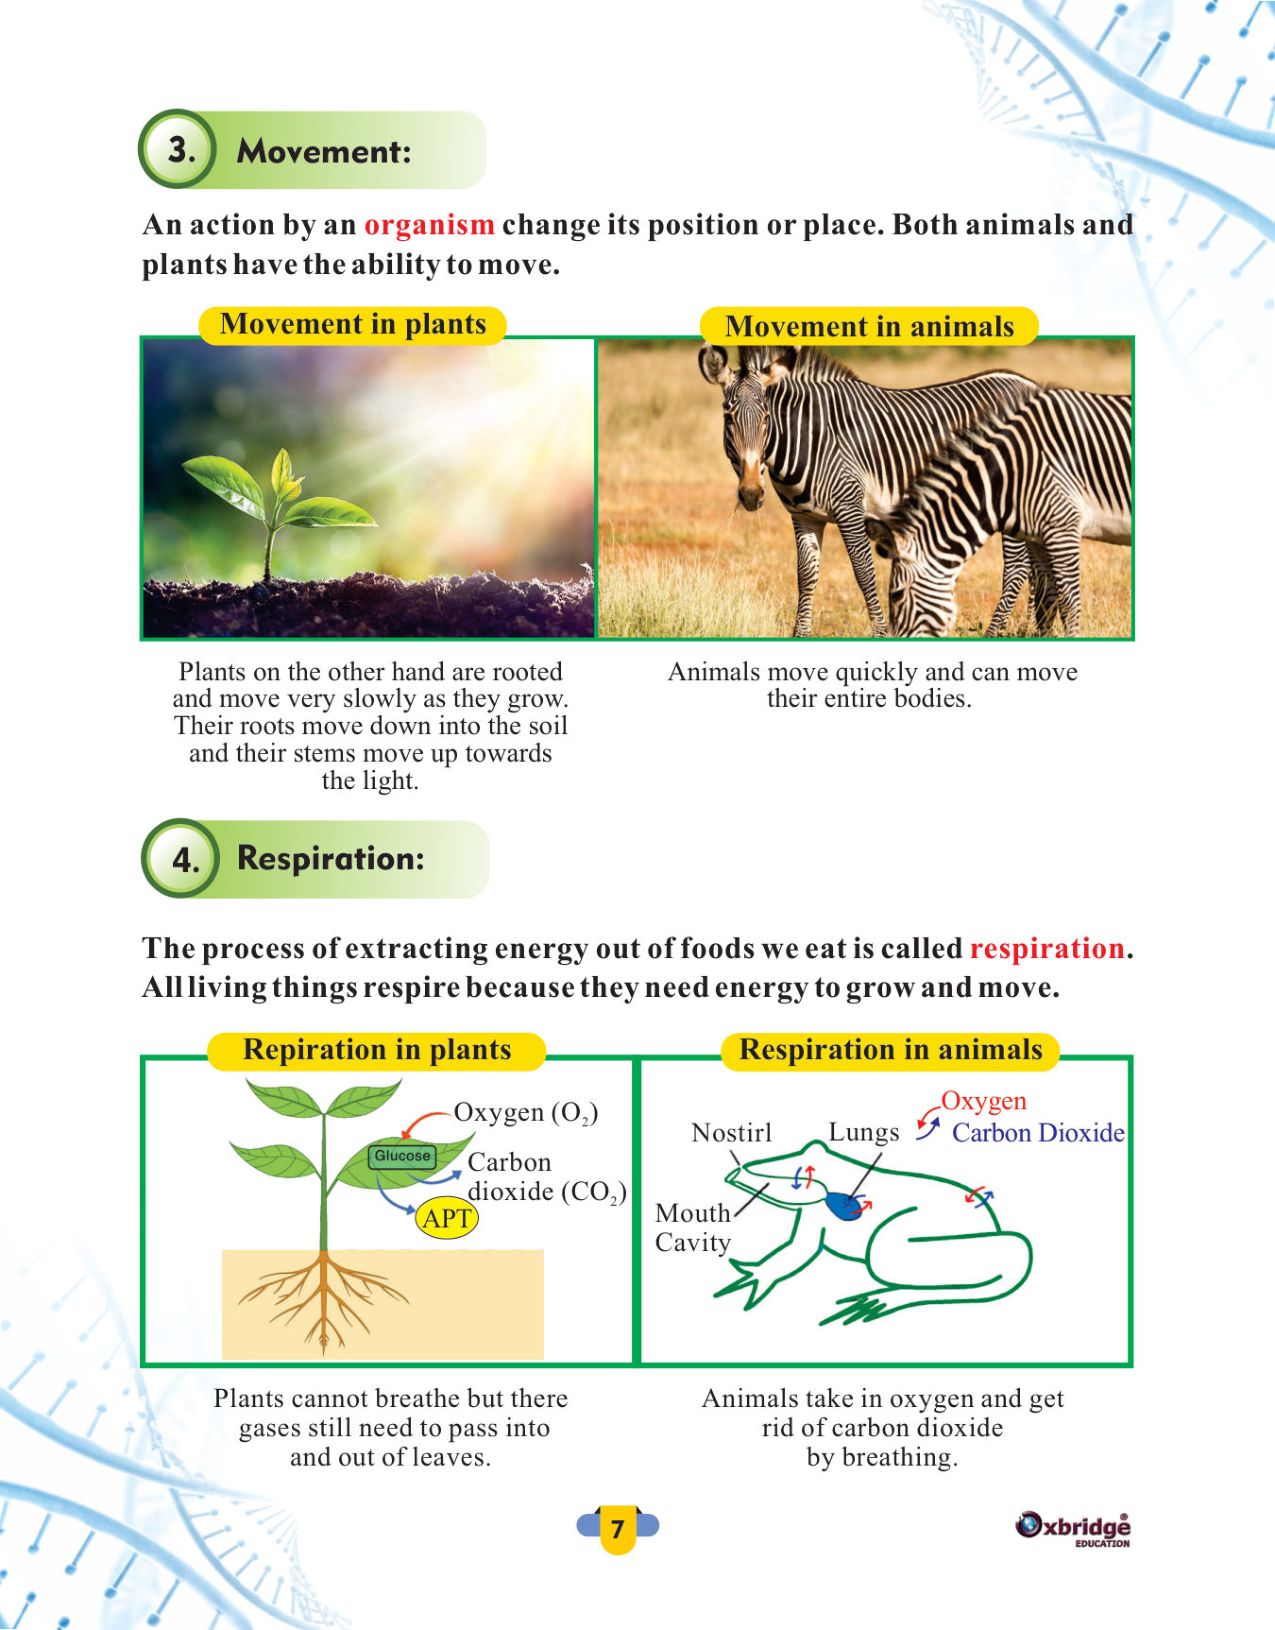 3. Movement:
An action by an organism change its position or place. Both animals and
plants have the ability to move.
Movement in plants
Movement in animals
Plants on the other hand are rooted
and move very slowly as they grow.
Their roots move down into the soil
and their stems move up towards
the light.
Animals move quickly and can move
their entire bodies.
4. Respiration:
The process of extracting energy out of foods we eat is called respiration.
All living things respire because they need energy to grow and move.
Repiration in plants
Oxygen (O₂)
Glucose
Carbon
dioxide (CO₂)
APT
Respiration in animals
Oxygen
Carbon Dioxide
Nostirl
Lungs
Mouth
Cavity
Plants cannot breathe but there
gases still need to pass into
and out of leaves.
Animals take in oxygen and get
rid of carbon dioxide
by breathing.
7
Oxbridge®
EDUCATION